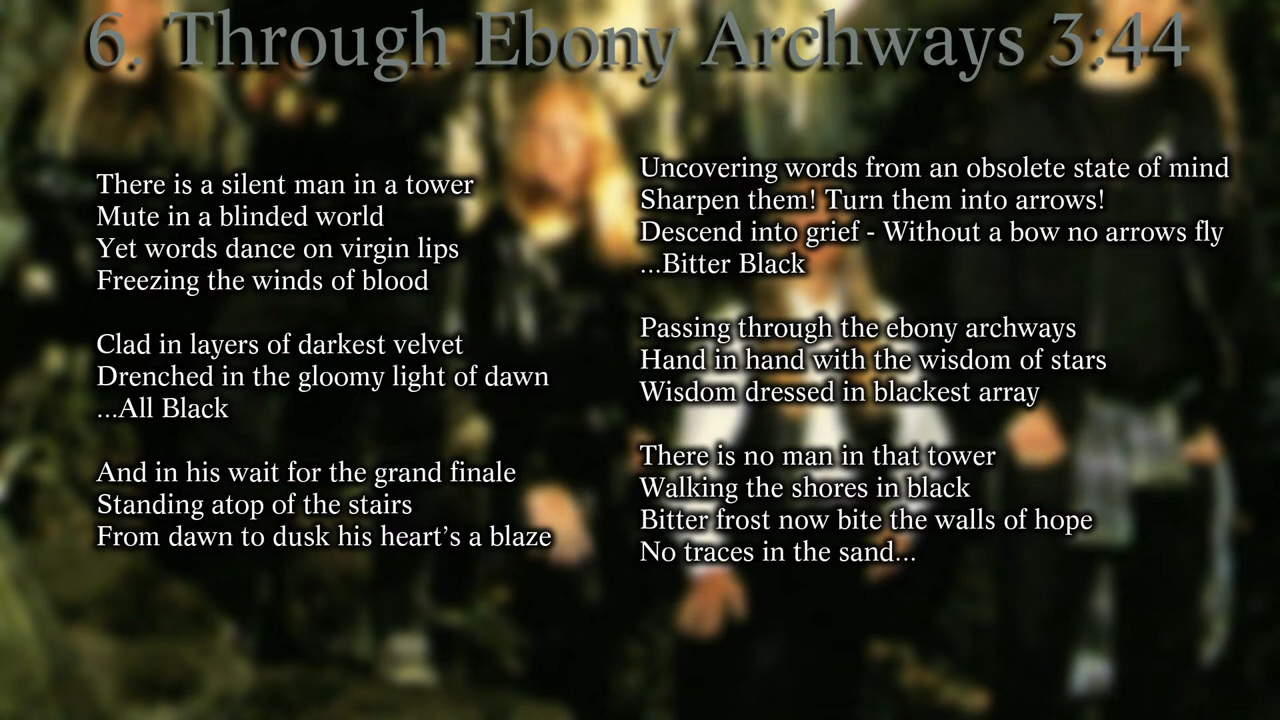 6. Through Ebony Archways 3:44
There is a silent man in a tower
Mute in a blinded world
Yet words dance on virgin lips
Freezing the winds of blood
Clad in layers of darkest velvet
Drenched in the gloomy light of dawn
...All Black
And in his wait for the grand finale
Standing atop of the stairs
From dawn to dusk his heart's a blaze
Uncovering words from an obsolete state of mind
Sharpen them! Turn them into arrows!
Descend into grief - Without a bow no arrows fly
...Bitter Black
Passing through the ebony archways
Hand in hand with the wisdom of stars
Wisdom dressed in blackest array
There is no man in that tower
Walking the shores in black
Bitter frost now bite the walls of hope
No traces in the sand...